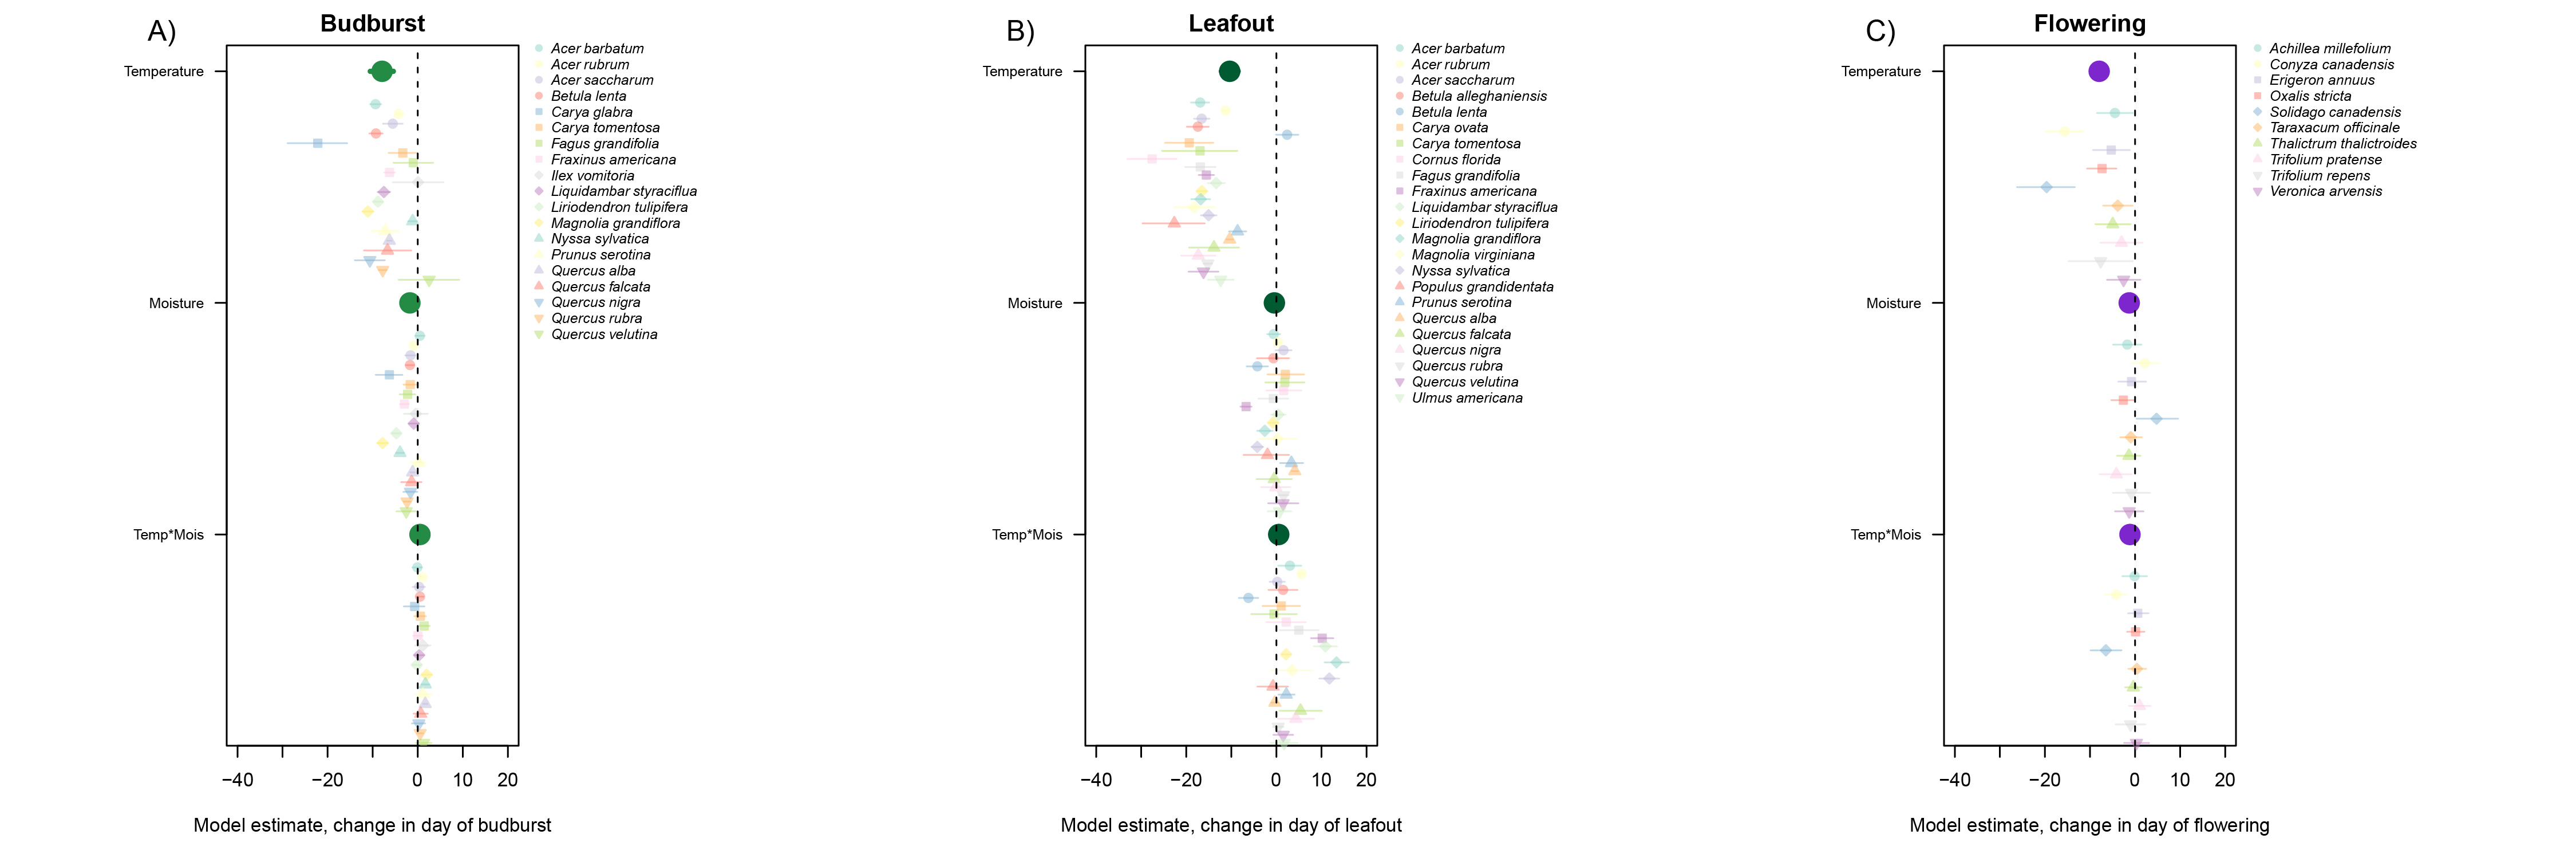 A)
Budburst
Temperature
Moisture
Temp*Mois
−40
−20
0
10
20
Model estimate, change in day of budburst
Acer barbatum
Acer rubrum
Acer saccharum
Betula lenta
Carya glabra
Carya tomentosa
Fagus grandifolia
Fraxinus americana
Ilex vomitoria
Liquidambar styraciflua
Liriodendron tulipifera
Magnolia grandiflora
Nyssa sylvatica
Prunus serotina
Quercus alba
Quercus falcata
Quercus nigra
Quercus rubra
Quercus velutina
B)
Leafout
Temperature
Moisture
Temp*Mois
−40
−20
0
10
20
Model estimate, change in day of leafout
Acer barbatum
Acer rubrum
Acer saccharum
Betula alleghaniensis
Betula lenta
Carya ovata
Carya tomentosa
Cornus florida
Fagus grandifolia
Fraxinus americana
Liquidambar styraciflua
Liriodendron tulipifera
Magnolia grandiflora
Magnolia virginiana
Nyssa sylvatica
Populus grandidentata
Prunus serotina
Quercus alba
Quercus falcata
Quercus nigra
Quercus rubra
Quercus velutina
Ulmus americana
C)
Flowering
Temperature
Moisture
Temp*Mois
−40
−20
0
10
20
Model estimate, change in day of flowering
Achillea millefolium
Conyza canadensis
Erigeron annuus
Oxalis stricta
Solidago canadensis
Taraxacum officinale
Thalictrum thalictroides
Trifolium pratense
Trifolium repens
Veronica arvensis